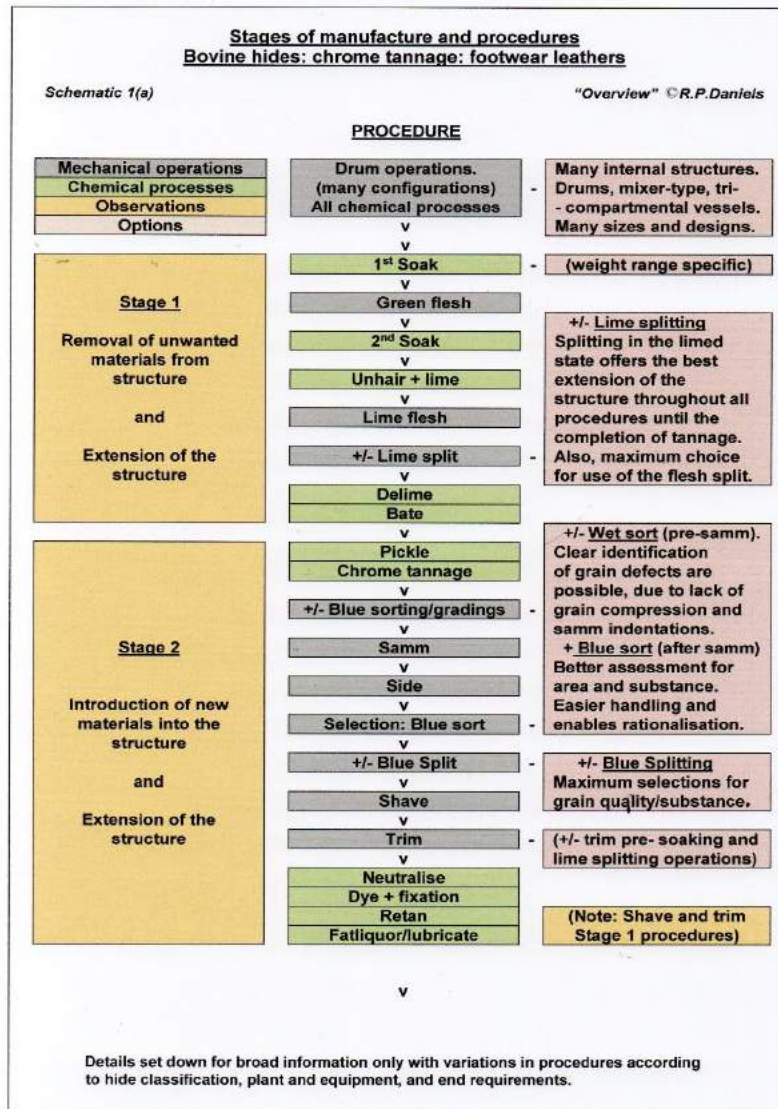 Stages of manufacture and procedures
Bovine hides: chrome tannage: footwear leathers
Schematic 1(a)
"Overview" ©R.P.Daniels
PROCEDURE
Mechanical operations
Chemical processes
Observations
Options
Drum operations.
(many configurations)
All chemical processes
-
Many internal structures.
Drums, mixer-type, tri-
- compartmental vessels.
Many sizes and designs.
v
v
1st Soak
-
(weight range specific)
v
Green flesh
v
2nd Soak
v
Unhair + lime
v
Lime flesh
v
+/- Lime split
-
Delime
Bate
v
Stage 1
Removal of unwanted
materials from
structure
and
Extension of the
structure
+/- Lime splitting
Splitting in the limed
state offers the best
extension of the
structure throughout all
procedures until the
completion of tannage.
Also, maximum choice
for use of the flesh split.
Pickle
Chrome tannage
v
+/- Blue sorting/gradings
-
v
Samm
v
Side
v
Selection: Blue sort
-
v
+/- Blue Split
-
v
Shave
v
Trim
-
v
Neutralise
Dye + fixation
Retan
Fatliquor/lubricate
v
Stage 2
Introduction of new
materials into the
structure
and
Extension of the
structure
+/- Wet sort (pre-samm).
Clear identification
of grain defects are
possible, due to lack of
grain compression and
samm indentations.
+ Blue sort (after samm)
Better assessment for
area and substance.
Easier handling and
enables rationalisation.
+/- Blue Splitting
Maximum selections for
grain quality/substance.
(+/- trim pre- soaking and
lime splitting operations)
(Note: Shave and trim
Stage 1 procedures)
Details set down for broad information only with variations in procedures according
to hide classification, plant and equipment, and end requirements.